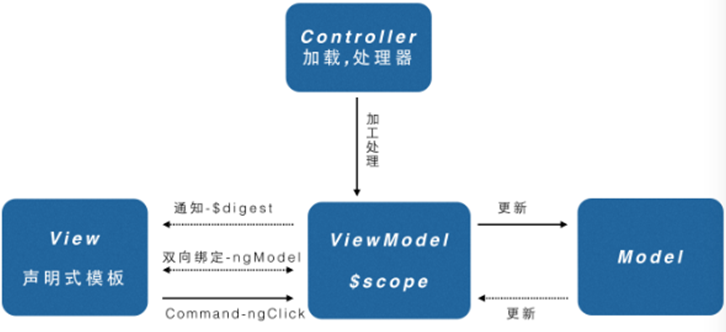 Controller
加载,处理器
加工处理
通知-$digest
更新
View
声明式模板
双向绑定-ngModel
ViewModel
$scope
Model
Command-ngClick
更新